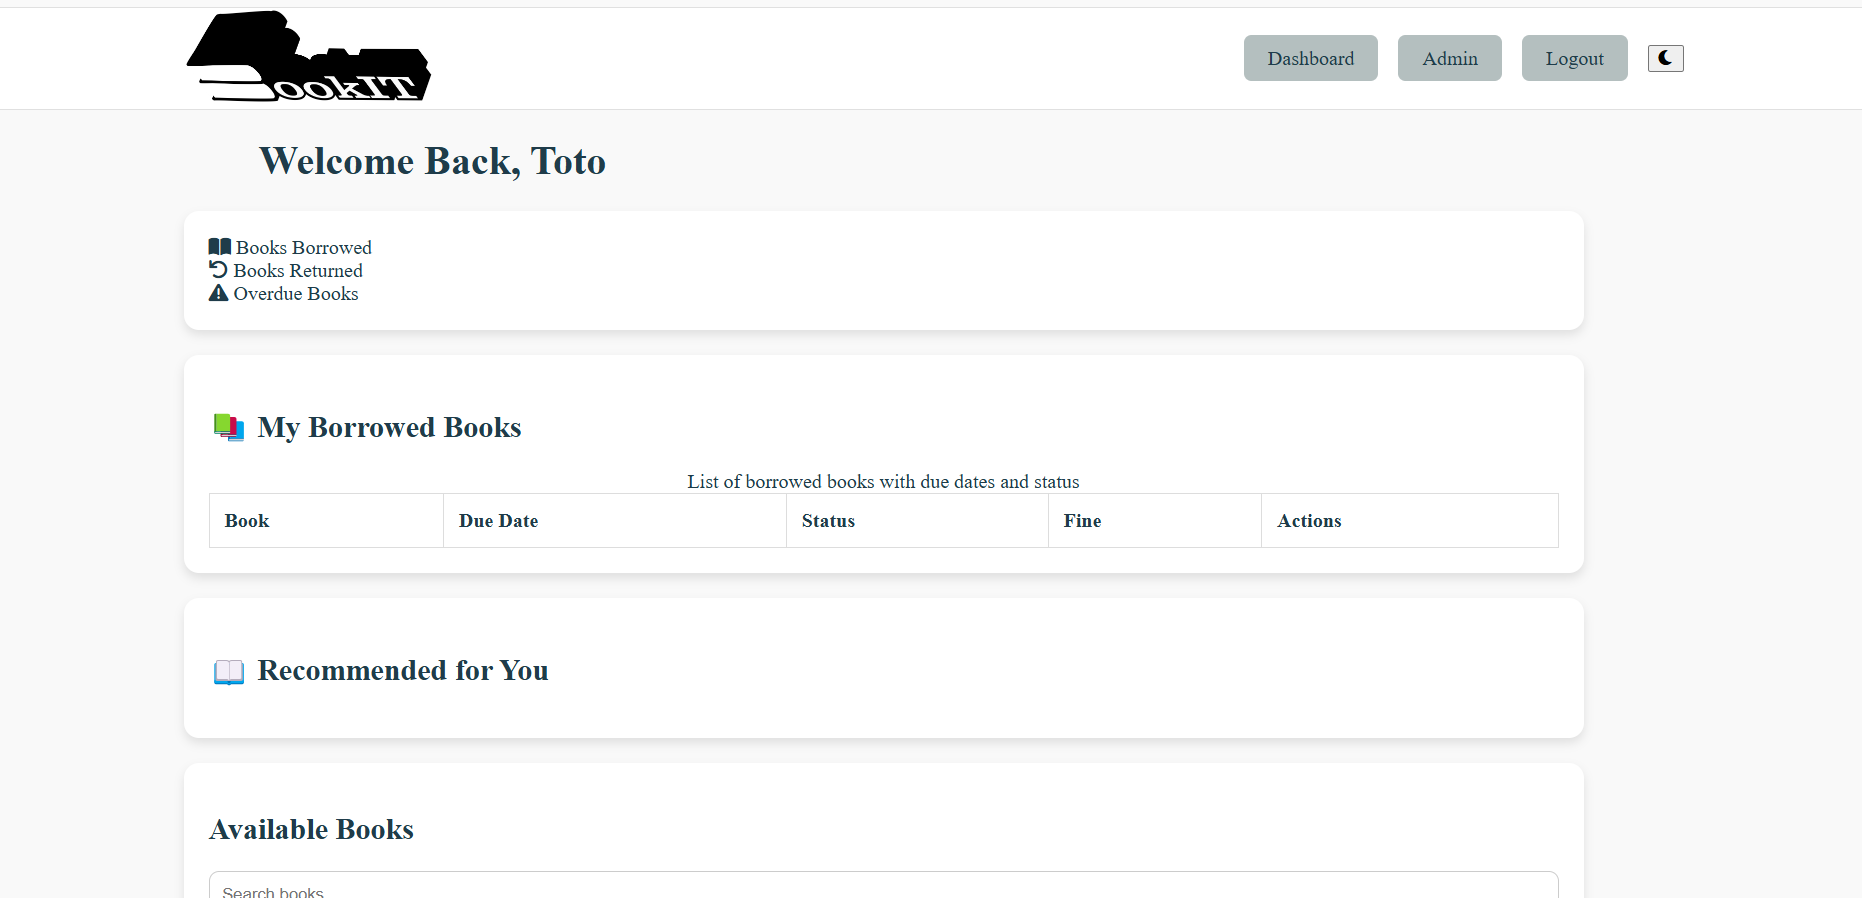 ookIT
Dashboard
Admin
Logout
Welcome Back, Toto
Books Borrowed
Books Returned
Overdue Books
My Borrowed Books
List of borrowed books with due dates and status
Book
Due Date
Status
Fine
Actions
Recommended for You
Available Books
Search books